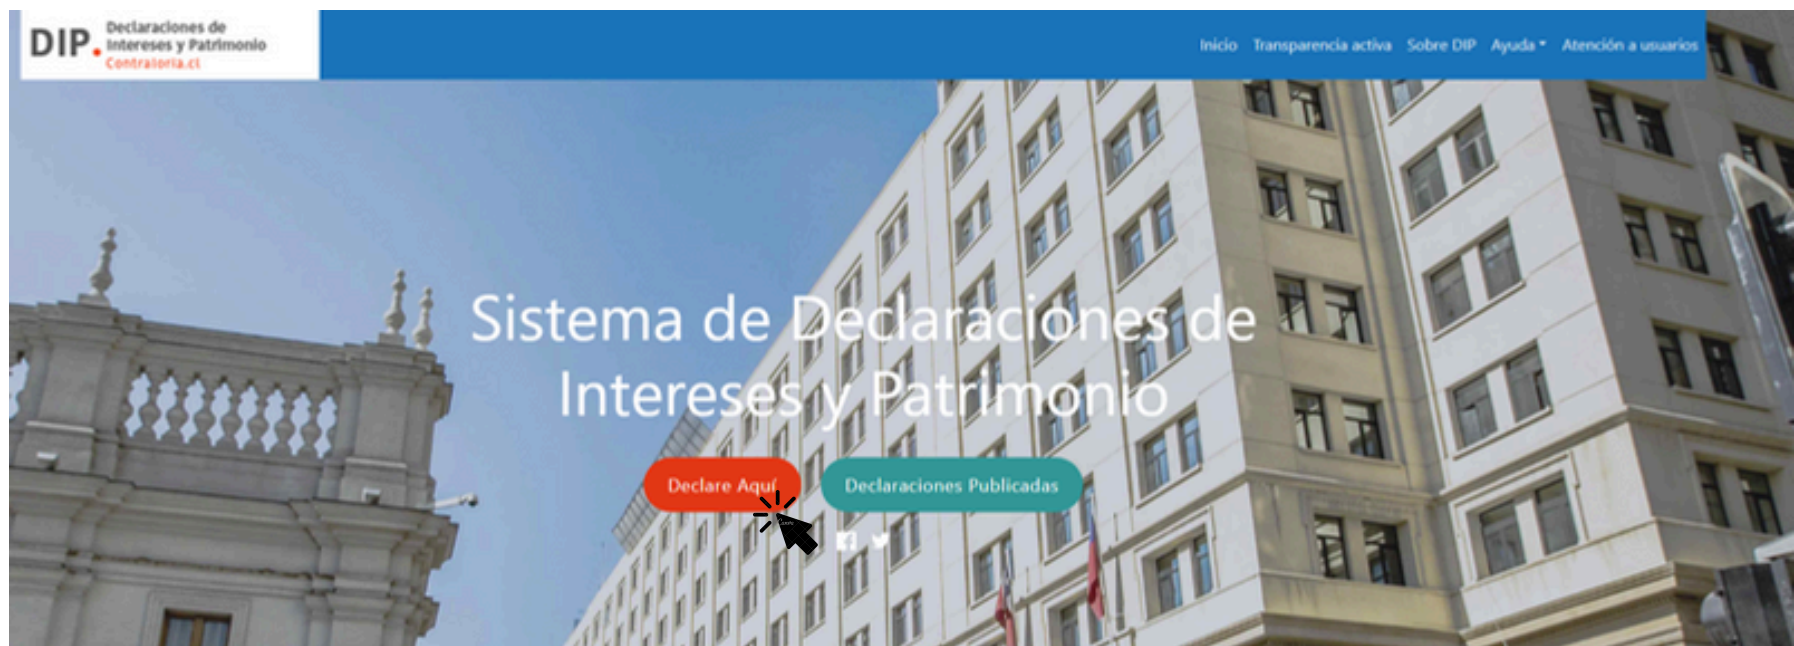 DIP.
Declaraciones de
Intereses y Patrimonio
Contraloria.cl
Inicio Transparencia activa Sobre DIP Ayuda Atención a usuarios
Sistema de Declaraciones de
Intereses y Patrimonio
Declare Aquí Declaraciones Publicadas